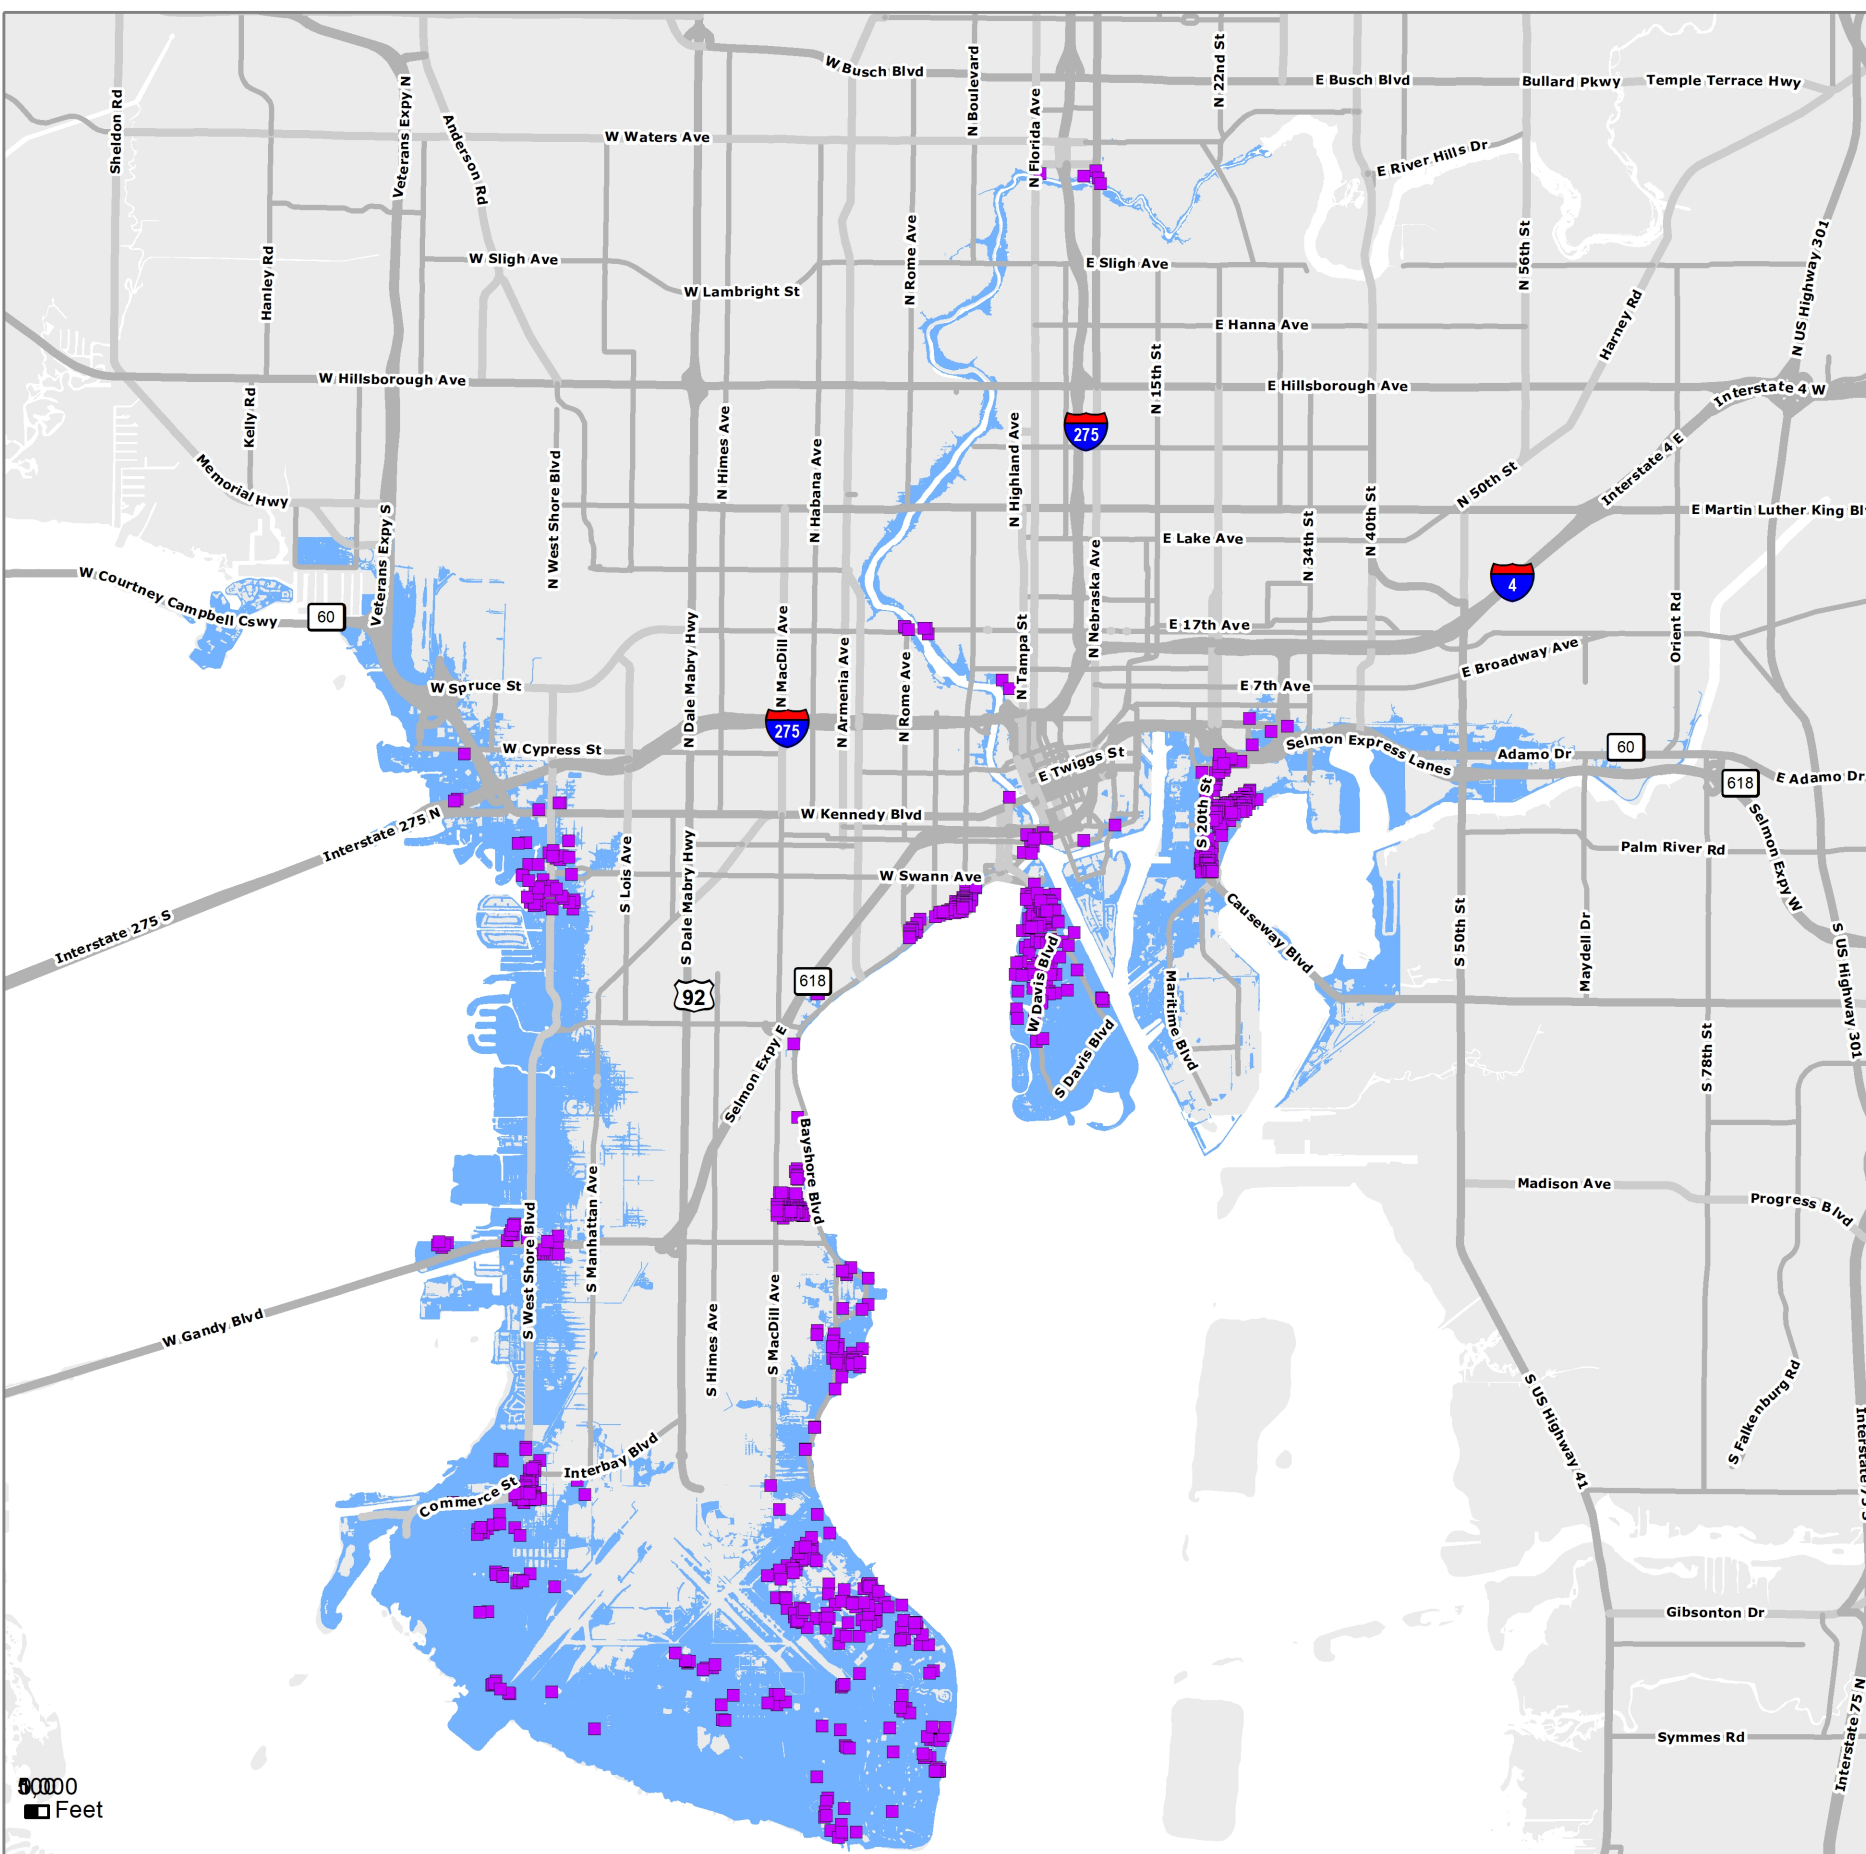 W Busch Blvd
N Boulevard
N 22nd St
E Busch Blvd
Bullard Pkwy
Temple Terrace Hwy
Sheldon Rd
Veterans Expy N
Anderson Rd
W Waters Ave
N Florida Ave
E River Hills Dr
Hanley Rd
W Sligh Ave
W Lambright St
N Rome Ave
E Sligh Ave
N 56th St
Harney Rd
N US Highway 301
E Hanna Ave
N 15th St
W Hillsborough Ave
E Hillsborough Ave
Interstate 4 W
Kelly Rd
N Himes Ave
N Habana Ave
N Highland Ave
275
Memorial Hwy
N West Shore Blvd
Veterans Expy S
N 50th St
Interstate 4 E
E Martin Luther King Bl
E Lake Ave
N 34th St
N 40th St
N Nebraska Ave
4
W Courtney Campbell Cswy
60
N Dale Mabry Hwy
N MacDill Ave
N Armenia Ave
N Rome Ave
N Tampa St
E 17th Ave
E Broadway Ave
Orient Rd
W Spruce St
E 7th Ave
275
W Cypress St
E Twiggs St
Selmon Express Lanes
Adamo Dr
60
618
E Adamo Dr
Interstate 275 N
W Kennedy Blvd
S 20th St
Palm River Rd
Selmon Expy W
S Lois Ave
S Dale Mabry Hwy
W Swann Ave
Interstate 275 S
Causeway Blvd
S 50th St
Maydell Dr
S US Highway 301
92
618
W Davis Blvd
Maritime Blvd
Selmon Expy E
S Davis Blvd
S 78th St
Bayshore Blvd
S Manhattan Ave
Madison Ave
Progress Blvd
S West Shore Blvd
W Gandy Blvd
S Himes Ave
S MacDill Ave
S US Highway 41
S Falkenburg Rd
Interbay Blvd
Commerce St
Gibsonton Dr
Interstate 75 N
Symmes Rd
Feet